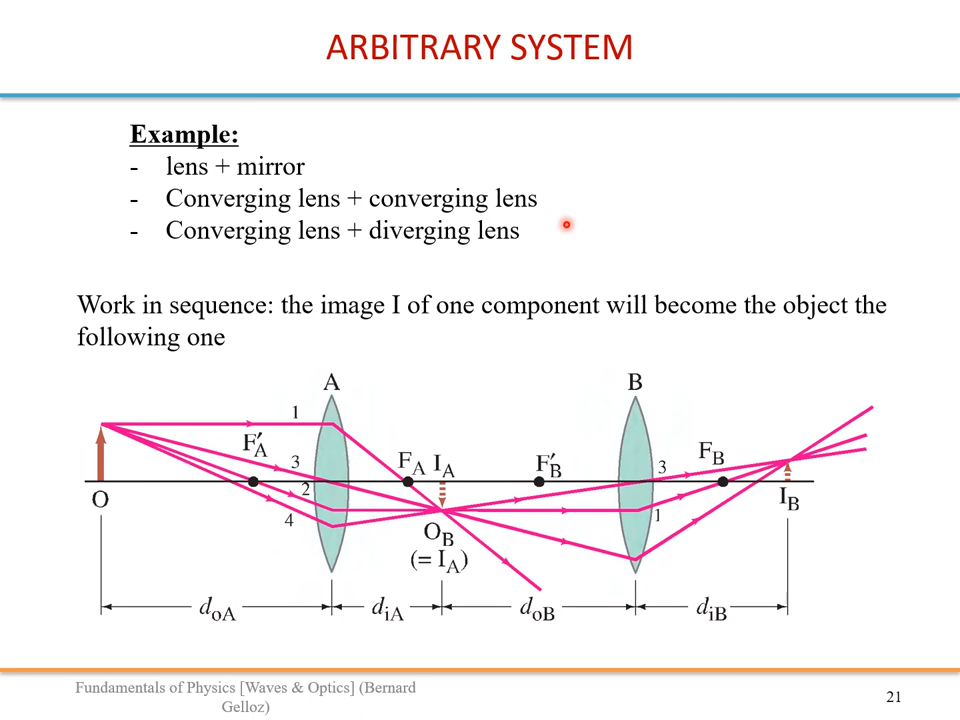 ARBITRARY SYSTEM
Example:
- lens + mirror
- Converging lens + converging lens
- Converging lens + diverging lens
Work in sequence: the image I of one component will become the object the
following one
A B
1
F′A 3 FA IA F′B 3 FB
2
O IB
4 1
OB
(= IA)
doA diA doB diB
Fundamentals of Physics [Waves & Optics] (Bernard
Gelloz)
21